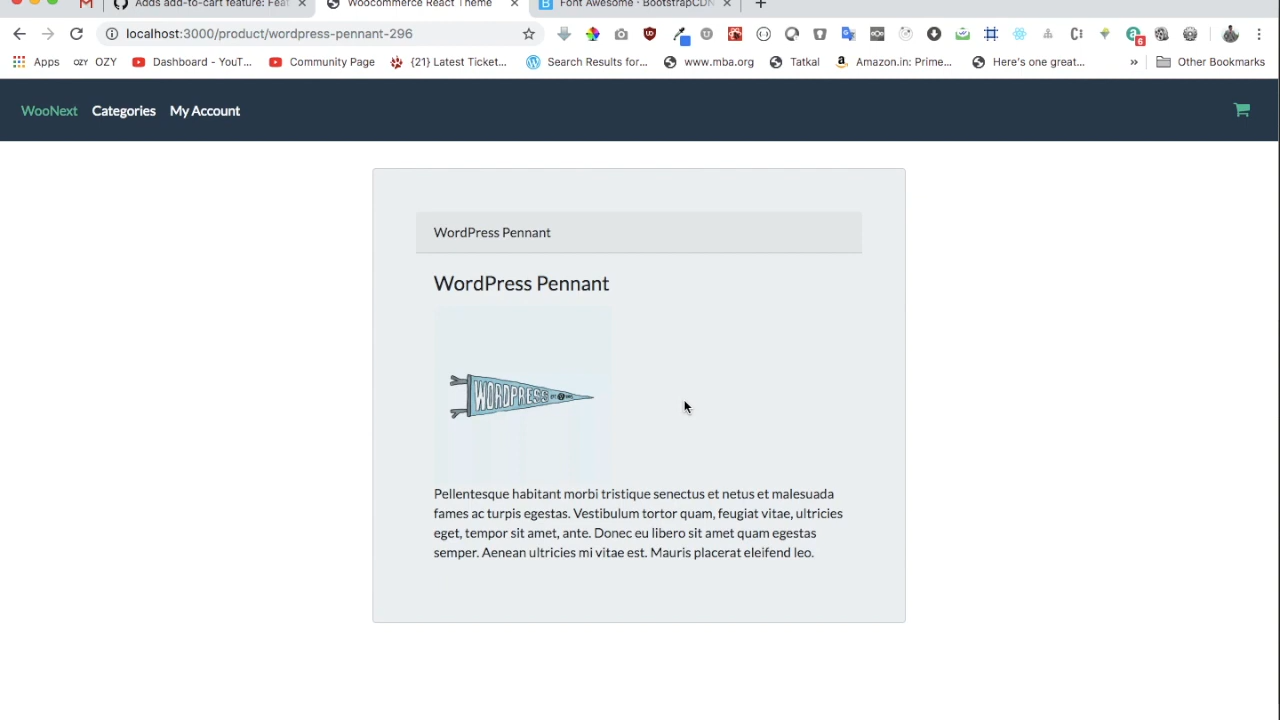 Adds add-to-cart feature: Feat
Woocommerce React Theme
Font Awesome · BootstrapCDN
localhost:3000/product/wordpress-pennant-296
6
Apps
OZY OZY
Dashboard - YouT...
Community Page
{21} Latest Ticket...
Search Results for...
www.mba.org
Tatkal
Amazon.in: Prime...
Here's one great...
»
Other Bookmarks
WooNext
Categories
My Account
WordPress Pennant
WordPress Pennant
WORDPRESS
Pellentesque habitant morbi tristique senectus et netus et malesuada
fames ac turpis egestas. Vestibulum tortor quam, feugiat vitae, ultricies
eget, tempor sit amet, ante. Donec eu libero sit amet quam egestas
semper. Aenean ultricies mi vitae est. Mauris placerat eleifend leo.